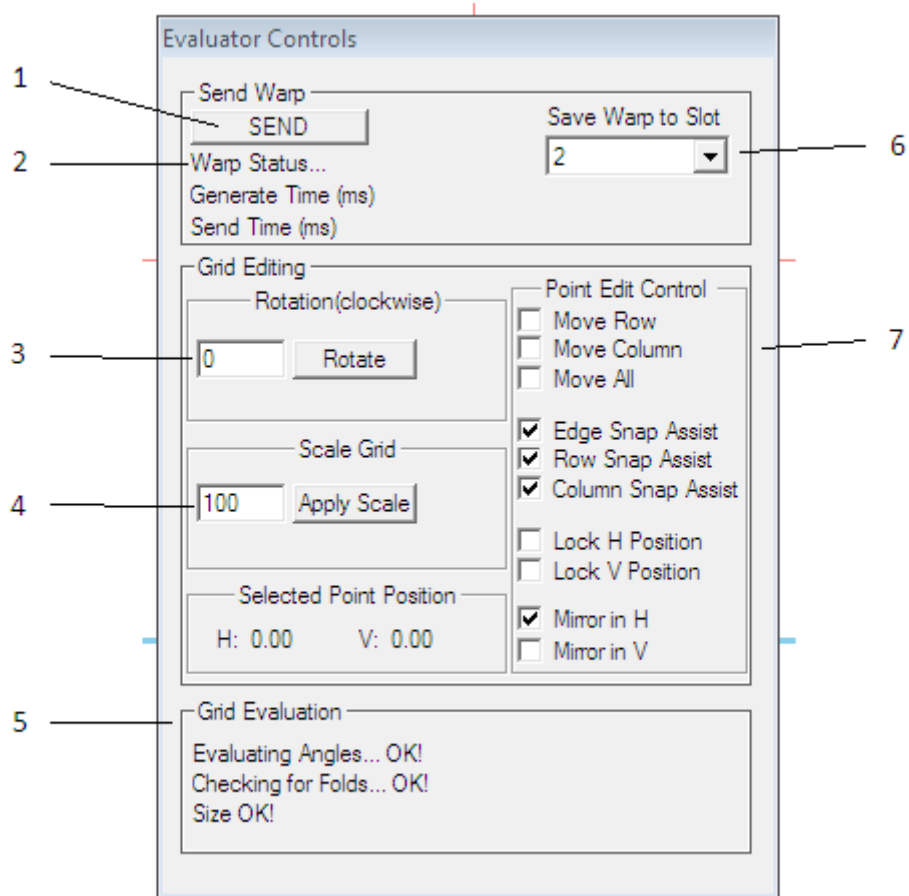 Evaluator Controls
1
Send Warp
SEND
Save Warp to Slot
2
6
2
Warp Status...
Generate Time (ms)
Send Time (ms)
Grid Editing
Rotation(clockwise)
3
0
Rotate
Scale Grid
4
100
Apply Scale
Selected Point Position
H: 0.00 V: 0.00
Point Edit Control
7
Move Row
Move Column
Move All
Edge Snap Assist
Row Snap Assist
Column Snap Assist
Lock H Position
Lock V Position
Mirror in H
Mirror in V
5
Grid Evaluation
Evaluating Angles... OK!
Checking for Folds... OK!
Size OK!